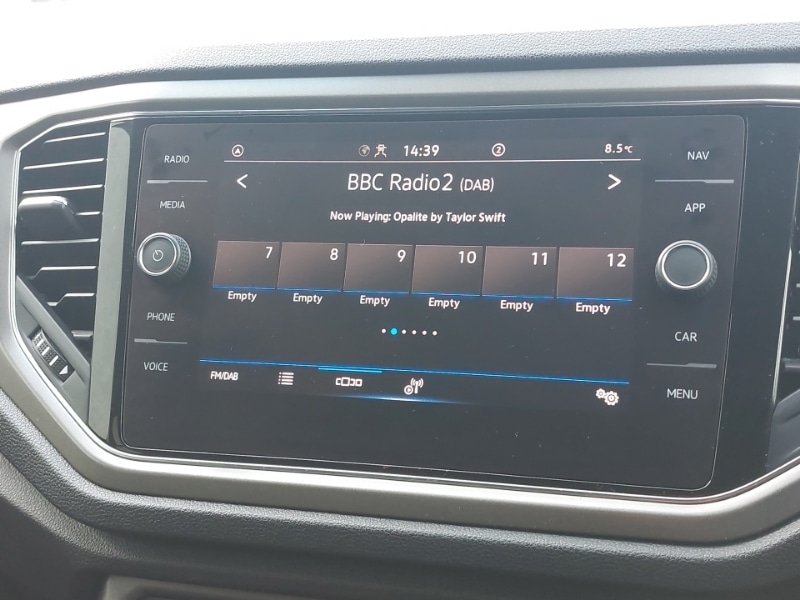 RADIO
MEDIA
PHONE
VOICE
14:39 2 8.5°C
BBC Radio2 (DAB)
Now Playing: Opalite by Taylor Swift
7 8 9 10 11 12
Empty Empty Empty Empty Empty Empty
FM/DAB
NAV
APP
CAR
MENU